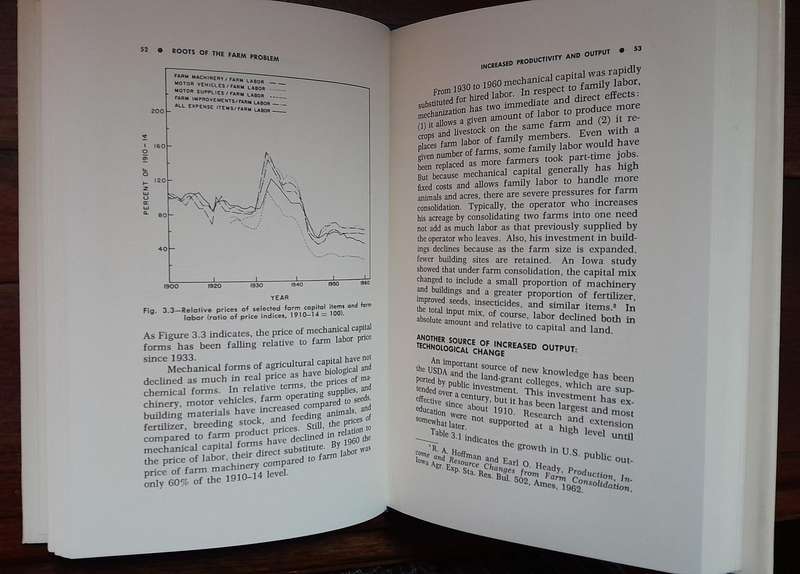 52 ● ROOTS OF THE FARM PROBLEM
FARM MACHINERY / FARM LABOR
MOTOR VEHICLES / FARM LABOR
MOTOR SUPPLIES / FARM LABOR
FARM IMPROVEMENTS/FARM LABOR
ALL EXPENSE ITEMS/FARM LABOR
PERCENT OF 1910-14
200
160
120
80
40
1900 1920 1930 1940 1950 1960
YEAR
Fig. 3.3—Relative prices of selected farm capital items and farm
labor (ratio of price indices, 1910-14 = 100).
As Figure 3.3 indicates, the price of mechanical capital
forms has been falling relative to farm labor price
since 1933.
Mechanical forms of agricultural capital have not
declined as much in real price as have biological and
chemical forms. In relative terms, the prices of ma-
chinery, motor vehicles, farm operating supplies, and
building materials have increased compared to seeds,
fertilizer, breeding stock, and feeding animals, and
compared to farm product prices. Still, the prices of
mechanical capital forms have declined in relation to
the price of labor, their direct substitute. By 1960 the
price of farm machinery compared to farm labor was
only 60% of the 1910–14 level.
INCREASED PRODUCTIVITY AND OUTPUT ● 53
From 1930 to 1960 mechanical capital was rapidly
substituted for hired labor. In respect to family labor,
mechanization has two immediate and direct effects:
(1) it allows a given amount of labor to produce more
crops and livestock on the same farm and (2) it re-
places farm labor of family members. Even with a
given number of farms, some family labor would have
been replaced as more farmers took part-time jobs.
But because mechanical capital generally has high
fixed costs and allows family labor to handle more
animals and acres, there are severe pressures for farm
consolidation. Typically, the operator who increases
his acreage by consolidating two farms into one need
not add as much labor as that previously supplied by
the operator who leaves. Also, his investment in build-
ings declines because as the farm size is expanded,
fewer building sites are retained. An Iowa study
showed that under farm consolidation, the capital mix
changed to include a small proportion of machinery
and buildings and a greater proportion of fertilizer,
improved seeds, insecticides, and similar items.² In
the total input mix, of course, labor declined both in
absolute amount and relative to capital and land.
ANOTHER SOURCE OF INCREASED OUTPUT:
TECHNOLOGICAL CHANGE
An important source of new knowledge has been
the USDA and the land-grant colleges, which are sup-
ported by public investment. This investment has ex-
tended over a century, but it has been largest and most
effective since about 1910. Research and extension
education were not supported at a high level until
somewhat later.
Table 3.1 indicates the growth in U.S. public out-
R. A. Hoffman and Earl O. Heady, Production, In-
come and Resource Changes from Farm Consolidation,
Iowa Agr. Exp. Sta. Res. Bul. 502, Ames, 1962.